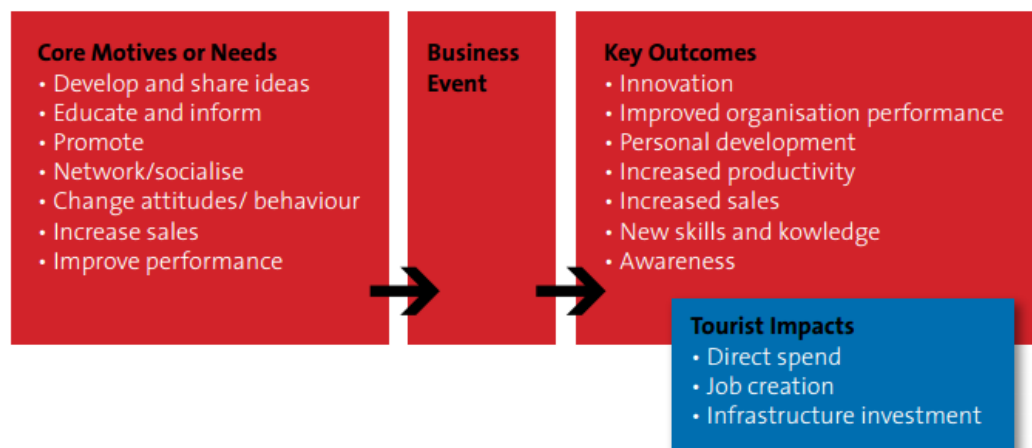 Core Motives or Needs
• Develop and share ideas
• Educate and inform
• Promote
• Network/socialise
• Change attitudes/ behaviour
• Increase sales
• Improve performance
Business
Event
Key Outcomes
• Innovation
• Improved organisation performance
• Personal development
• Increased productivity
• Increased sales
• New skills and kowledge
• Awareness
Tourist Impacts
• Direct spend
• Job creation
• Infrastructure investment